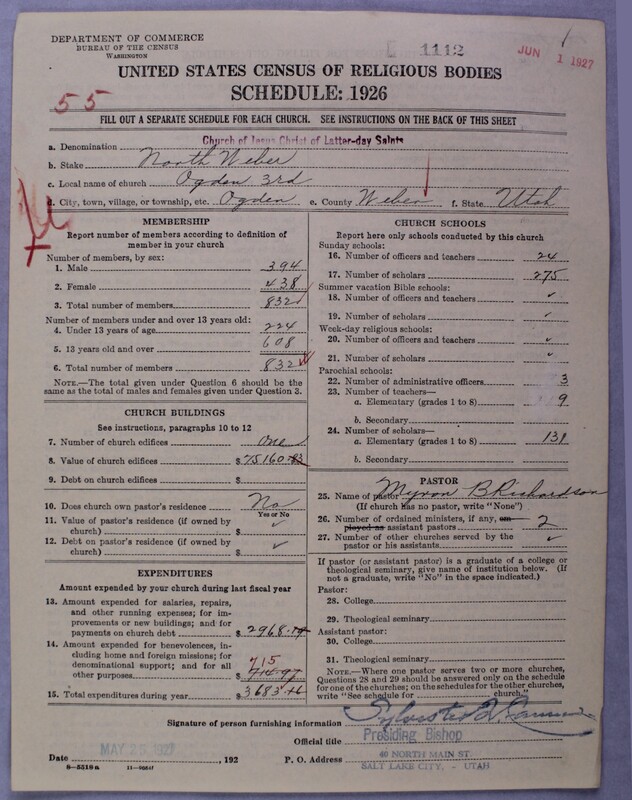 DEPARTMENT OF COMMERCE
BUREAU OF THE CENSUS
WASHINGTON
1112
JUN 1 1927
UNITED STATES CENSUS OF RELIGIOUS BODIES
SCHEDULE: 1926
55
FILL OUT A SEPARATE SCHEDULE FOR EACH CHURCH. SEE INSTRUCTIONS ON THE BACK OF THIS SHEET
a. Denomination Church of Jesus Christ of Latter-day Saints
b. Stake North Weber
c. Local name of church Ogden 3rd
d. City, town, village, or township, etc. Ogden e. County Weber f. State Utah
MEMBERSHIP
Report number of members according to definition of
member in your church
Number of members, by sex:
1. Male 394
2. Female 438
3. Total number of members 832
Number of members under and over 13 years old:
4. Under 13 years of age 224
5. 13 years old and over 608
6. Total number of members 832
NOTE.—The total given under Question 6 should be
same as the total of males and females given under Question 3.
CHURCH BUILDINGS
See instructions, paragraphs 10 to 12
7. Number of church edifices One
8. Value of church edifices $75160.83
9. Debt on church edifices $
10. Does church own pastor's residence No
Yes or No
11. Value of pastor's residence (if owned by
church) $ ✓
12. Debt on pastor's residence (if owned by
church) $ ✓
EXPENDITURES
Amount expended by your church during last fiscal year
13. Amount expended for salaries, repairs,
and other running expenses; for im-
provements or new buildings; and for
payments on church debt $2968.
14. Amount expended for benevolences,
including home and foreign missions; for
denominational support; and for all
other purposes 715
714.97
15. Total expenditures during year $3683
CHURCH SCHOOLS
Report here only schools conducted by this church
Sunday schools:
16. Number of officers and teachers 24
17. Number of scholars 275
Summer vacation Bible schools:
18. Number of officers and teachers ✓
19. Number of scholars ✓
Week-day religious schools:
20. Number of officers and teachers ✓
21. Number of scholars ✓
Parochial schools:
22. Number of administrative officers 3
23. Number of teachers—
a. Elementary (grades 1 to 8) 9
b. Secondary
24. Number of scholars—
a. Elementary (grades 1 to 8) 131
b. Secondary
PASTOR
25. Name of pastor Myron B Richardson
(If church has no pastor, write "None")
26. Number of ordained ministers, if any, em-
ployed as assistant pastors 2
27. Number of other churches served by the
pastor or his assistants ✓
If pastor (or assistant pastor) is a graduate of a college or
theological seminary, give name of institution below. (If
not a graduate, write "No" in the space indicated.)
Pastor:
28. College
29. Theological seminary
Assistant pastor:
30. College
31. Theological seminary
NOTE.—Where one pastor serves two or more churches,
Questions 28 and 29 should be answered only on the schedule
for one of the churches; on the schedules for the other churches,
write "See schedule for church."
Signature of person furnishing information Sylvester Q. Cannon
Official title Presiding Bishop
Date MAY 25 1927, 192 P. O. Address 40 NORTH MAIN ST.
SALT LAKE CITY, - UTAH
8—5518a